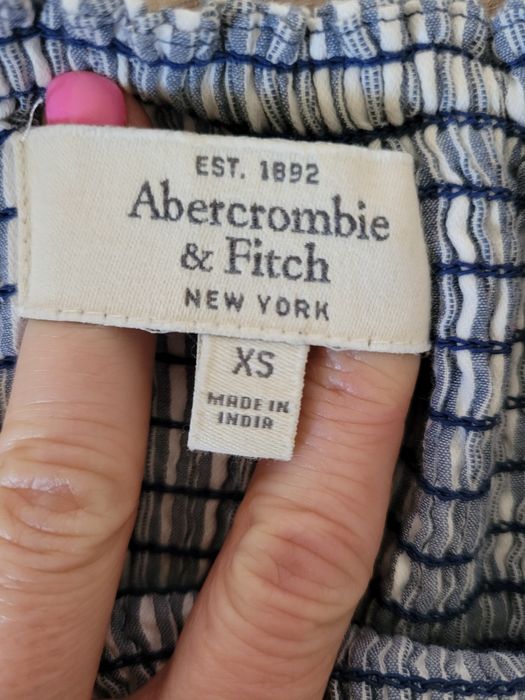 EST. 1892
Abercrombie
& Fitch
NEW YORK
XS
MADE IN
INDIA